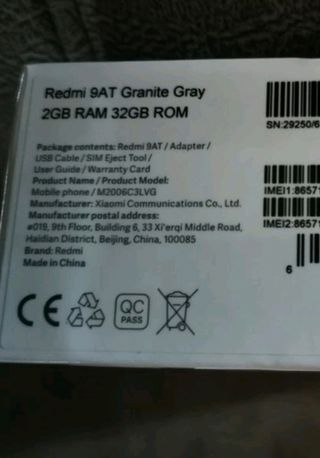 Redmi 9AT Granite Gray
2GB RAM 32GB ROM
SN:29250/6
Package contents: Redmi 9AT / Adapter /
USB Cable / SIM Eject Tool /
User Guide / Warranty Card
Product Name / Product Model:
Mobile phone / M2006C3LVG
IMEI1:86571
Manufacturer: Xiaomi Communications Co., Ltd.
Manufacturer postal address:
IMEI2:86571
#019, 9th Floor, Building 6, 33 Xi'erqi Middle Road,
Haidian District, Beijing, China, 100085
Brand: Redmi
6
Made in China
CE
QC
PASS